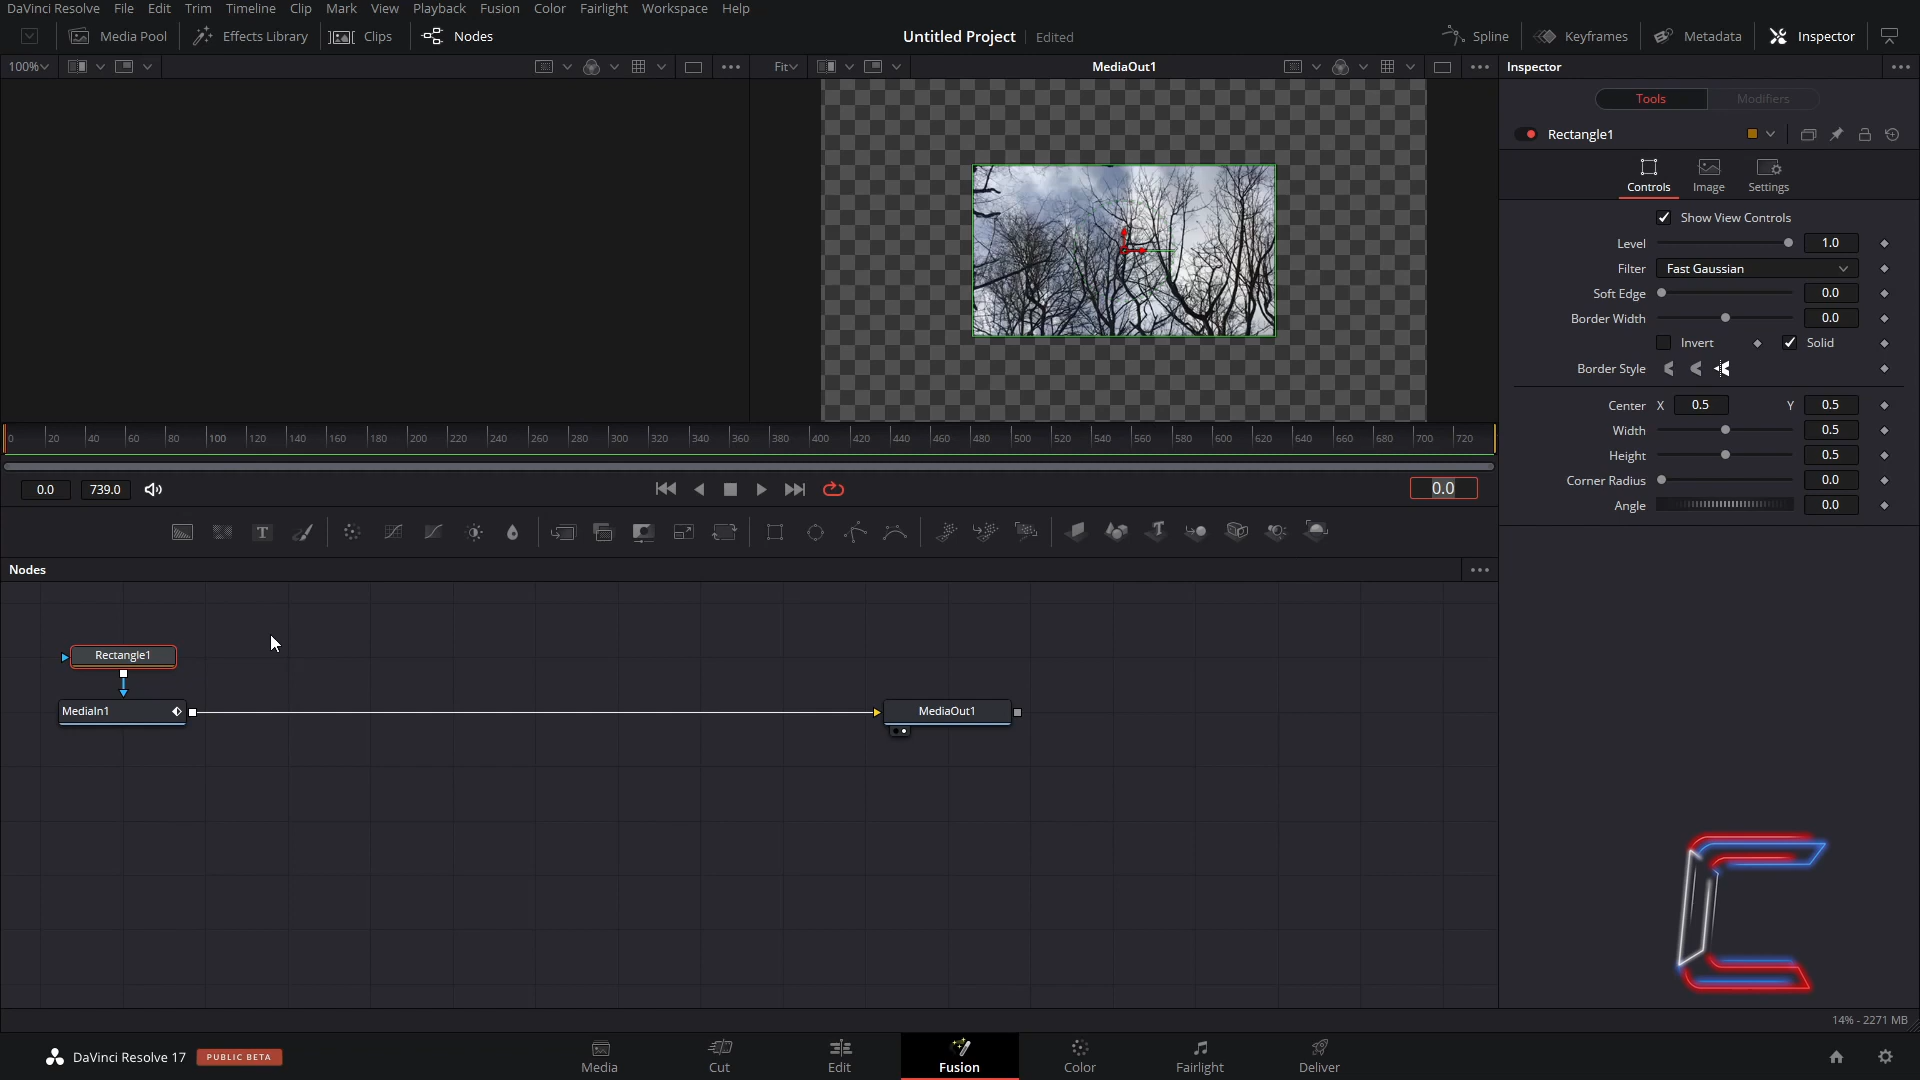 DaVinci Resolve File Edit Trim Timeline Clip Mark View Playback Fusion Color Fairlight Workspace Help
Media Pool Effects Library Clips Nodes Untitled Project Edited Spline Keyframes Metadata Inspector
100% Fit MediaOut1 Inspector
Tools Modifiers
Rectangle1
Controls Image Settings
Show View Controls
Level 1.0
Filter Fast Gaussian
Soft Edge 0.0
Border Width 0.0
Invert Solid
Border Style
Center X 0.5 Y 0.5
Width 0.5
Height 0.5
Corner Radius 0.0
Angle 0.0
0 20 40 60 80 100 120 140 160 180 200 220 240 260 280 300 320 340 360 380 400 420 440 460 480 500 520 540 560 580 600 620 640 660 680 700 720
0.0 739.0 0.0
T T
Nodes
Rectangle1
MediaIn1 MediaOut1
14% - 2271 MB
DaVinci Resolve 17 PUBLIC BETA Media Cut Edit Fusion Color Fairlight Deliver